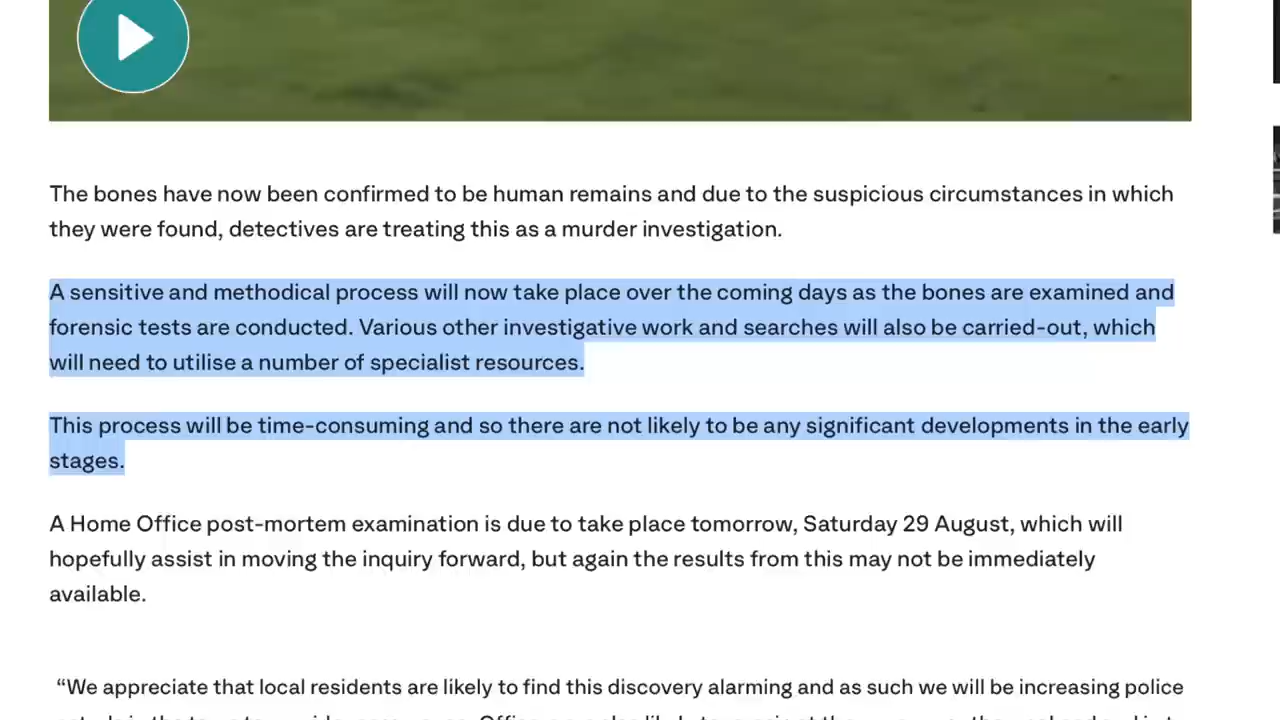 The bones have now been confirmed to be human remains and due to the suspicious circumstances in which
they were found, detectives are treating this as a murder investigation.
A sensitive and methodical process will now take place over the coming days as the bones are examined and
forensic tests are conducted. Various other investigative work and searches will also be carried-out, which
will need to utilise a number of specialist resources.
This process will be time-consuming and so there are not likely to be any significant developments in the early
stages.
A Home Office post-mortem examination is due to take place tomorrow, Saturday 29 August, which will
hopefully assist in moving the inquiry forward, but again the results from this may not be immediately
available.
“We appreciate that local residents are likely to find this discovery alarming and as such we will be increasing police